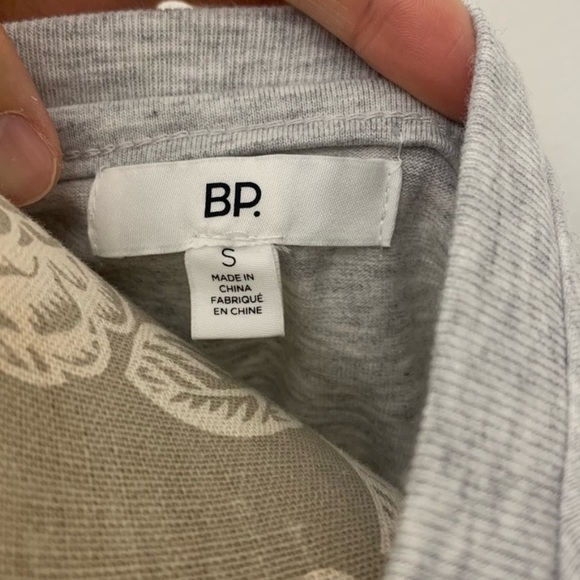 BP.
S
MADE IN
CHINA
FABRIQUÉ
EN CHINE